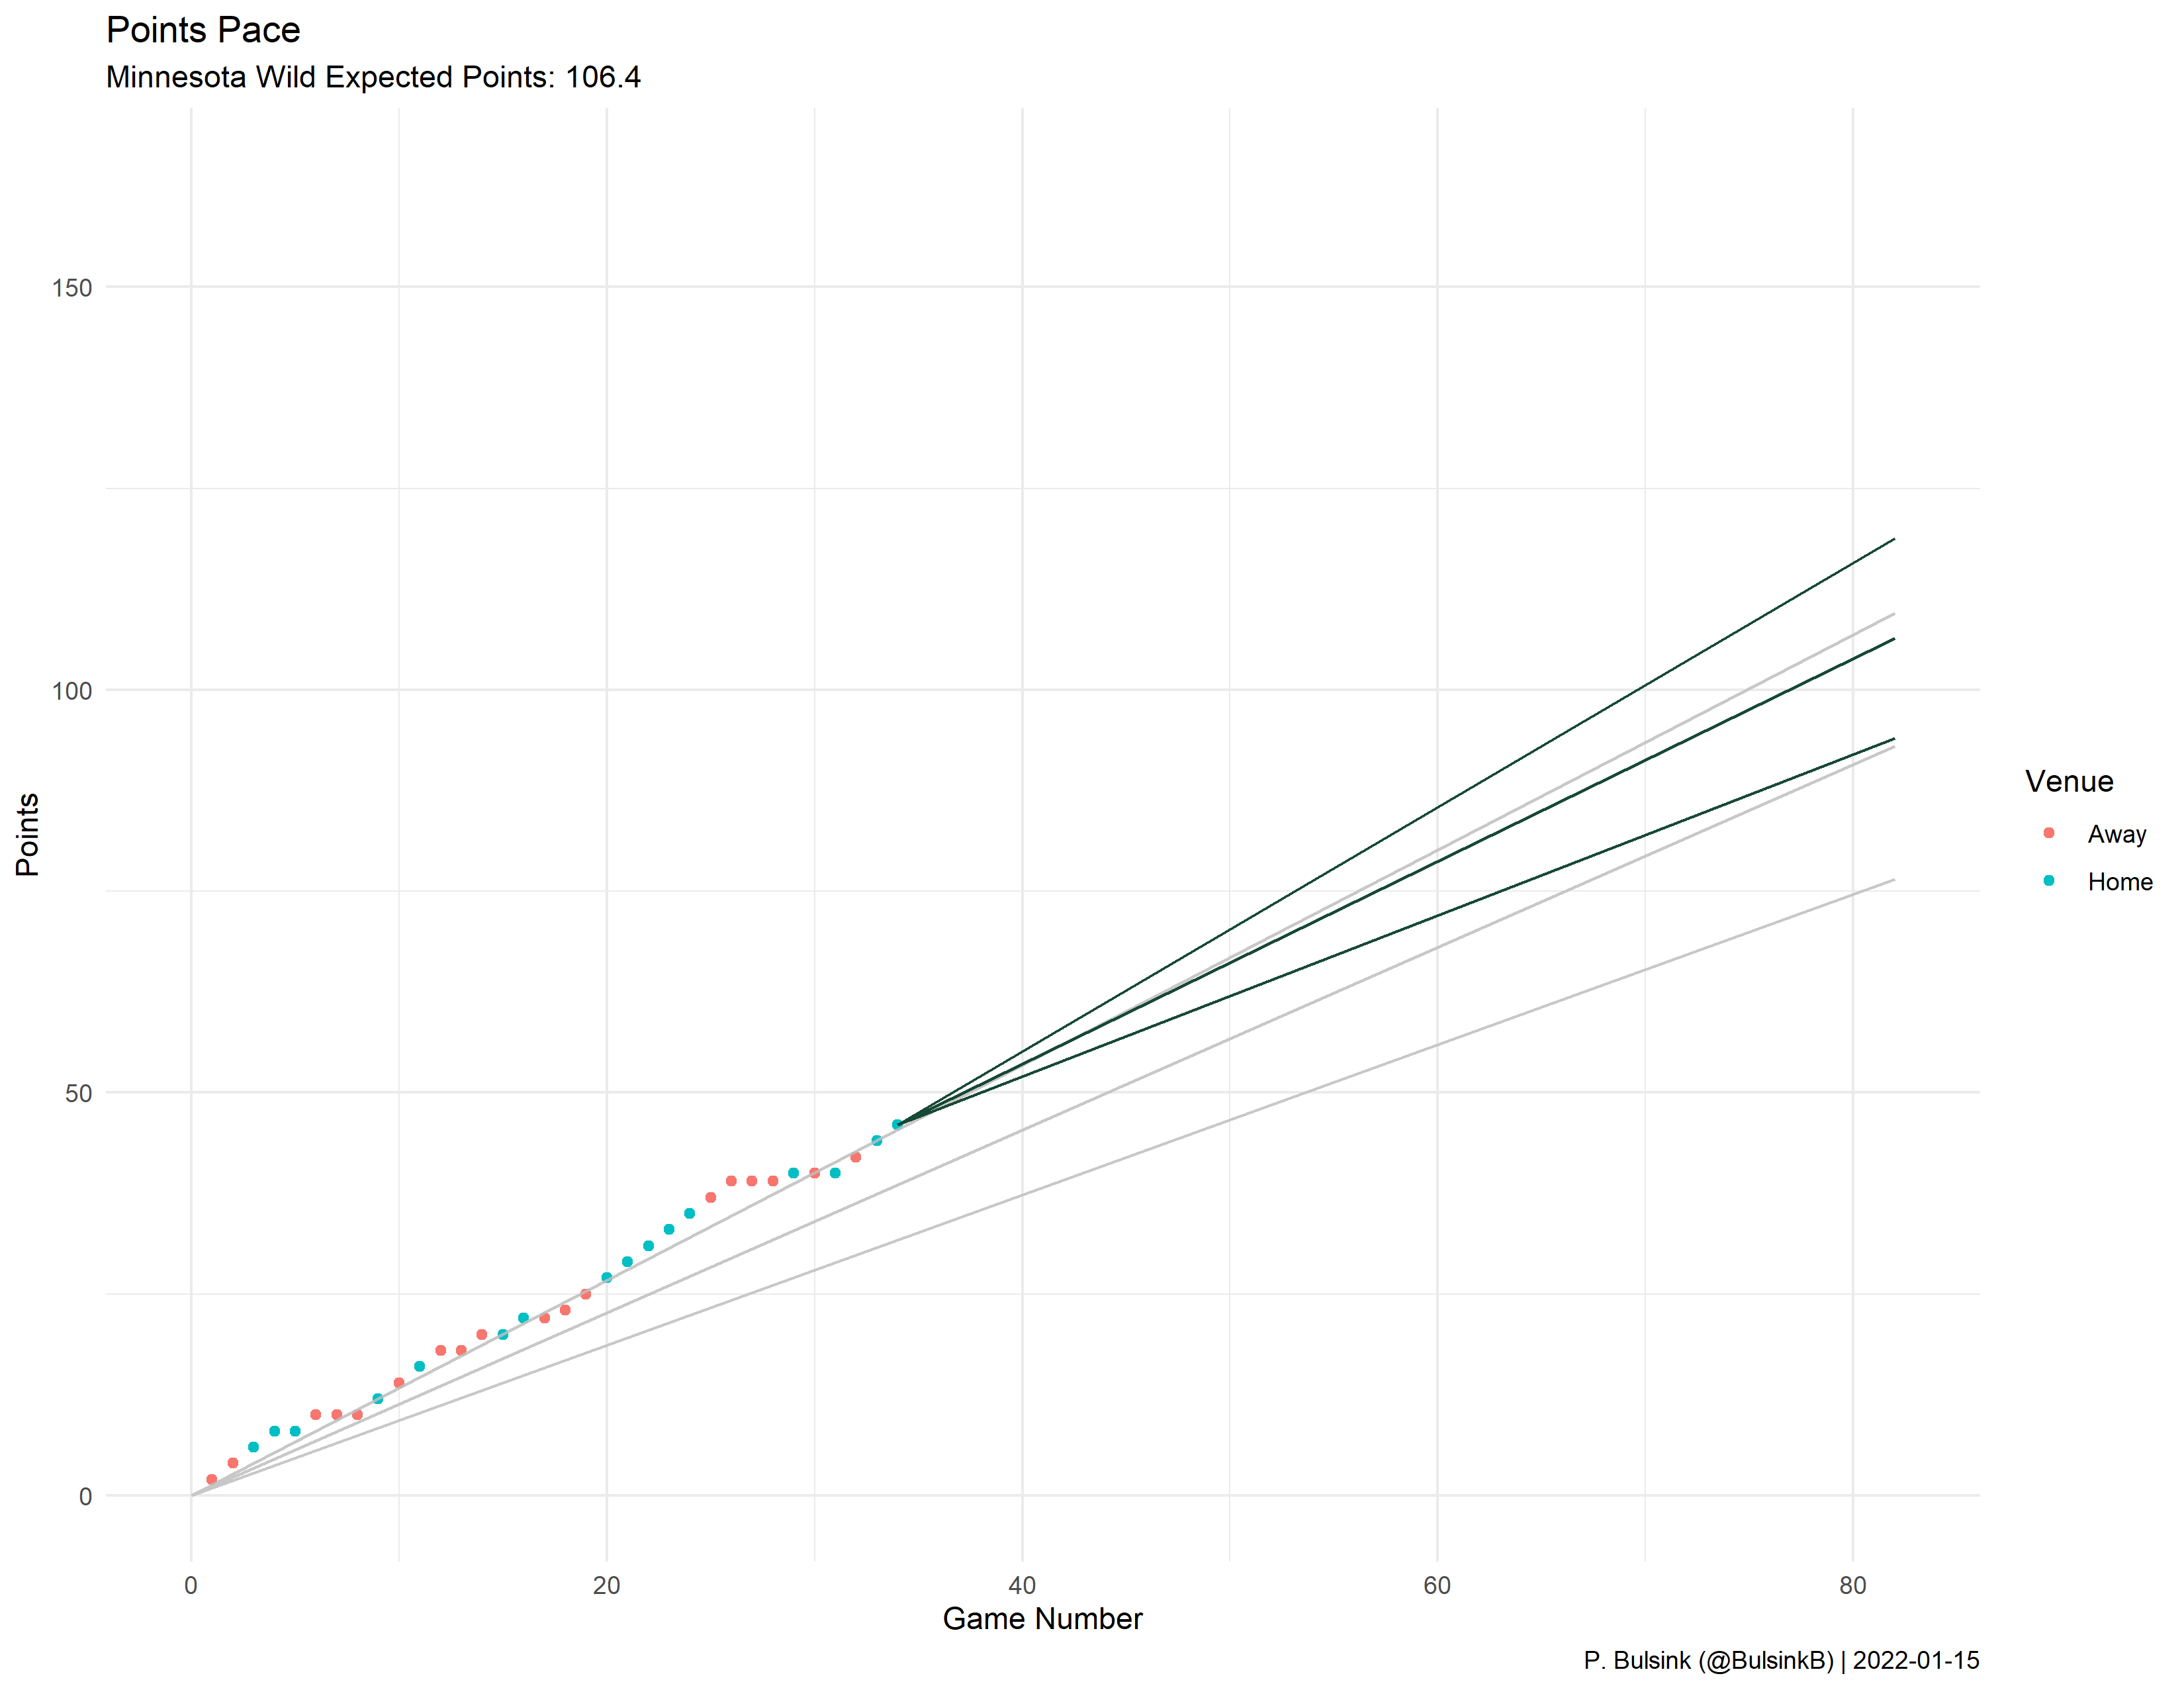 Points Pace
Minnesota Wild Expected Points: 106.4
150
100
50
0
Points
0 20 40 60 80
Game Number
Venue
Away
Home
P. Bulsink (@BulsinkB) | 2022-01-15